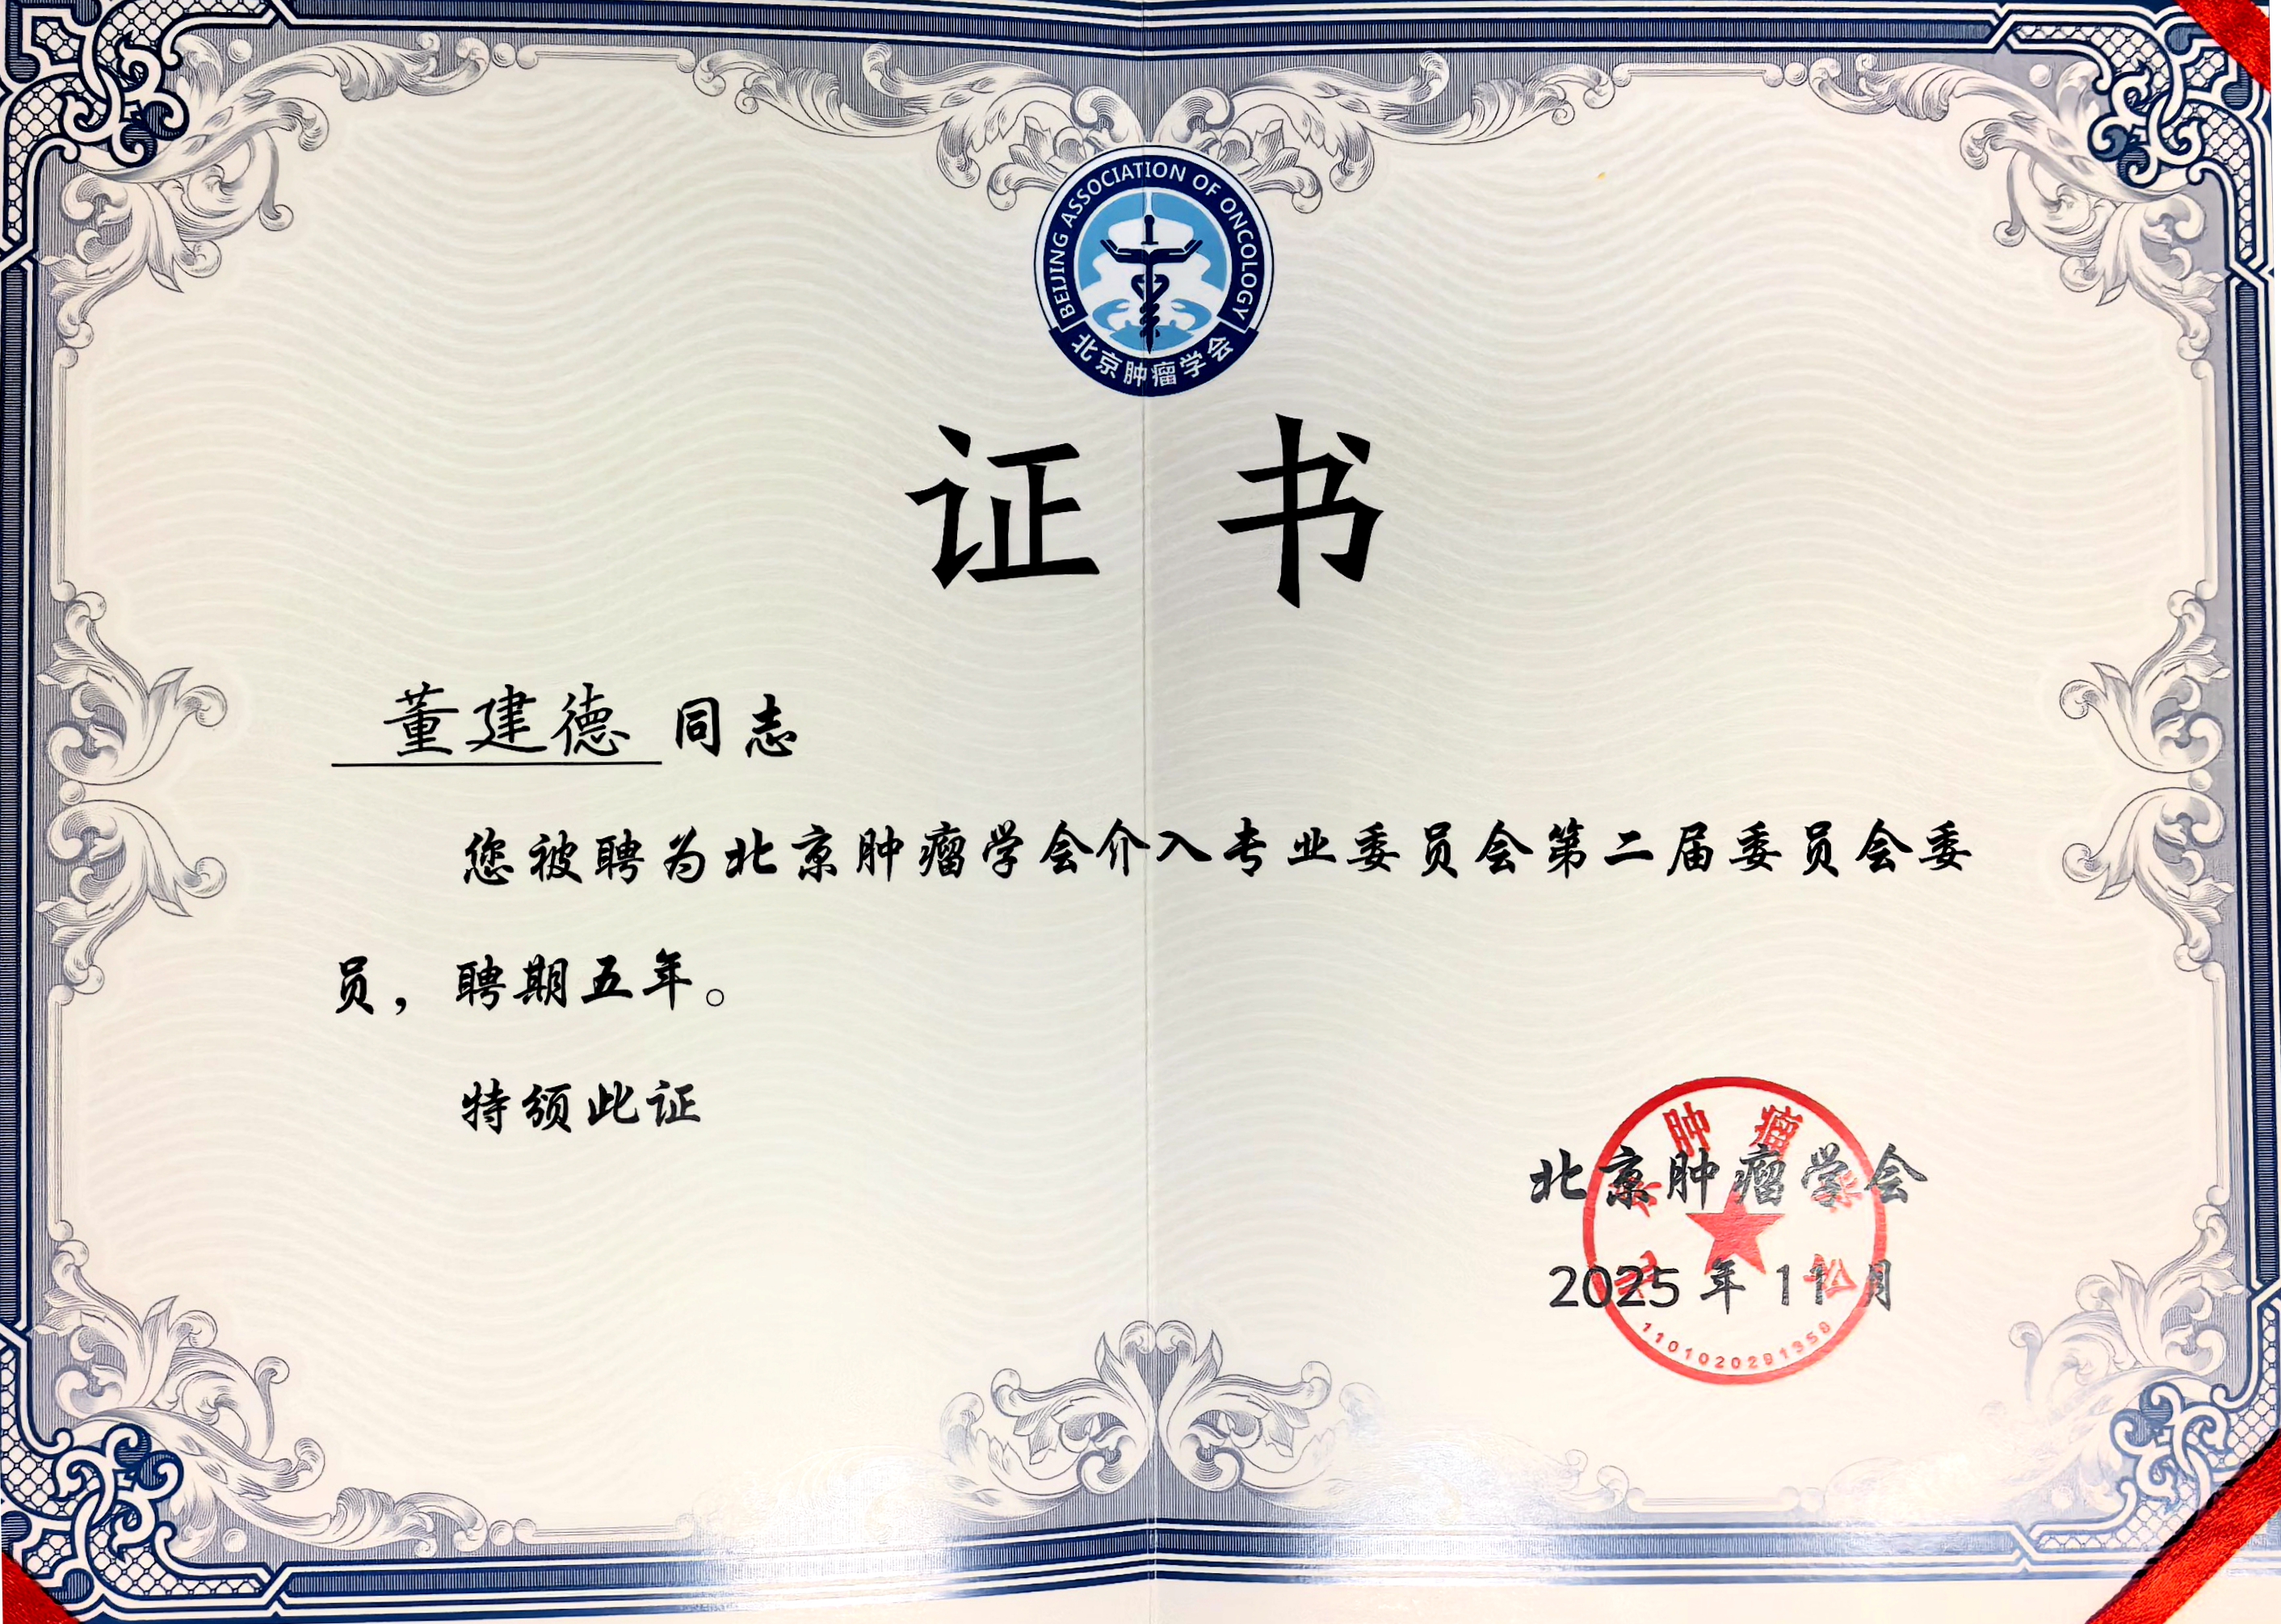 BEIJING ASSOCIATION OF ONCOLOGY
北京肿瘤学会
证书
董建德 同志
您被聘为北京肿瘤学会介入专业委员会第二届委员会委
员，聘期五年。
特颁此证
肿瘤
北京肿瘤学会
2025 年 11 月